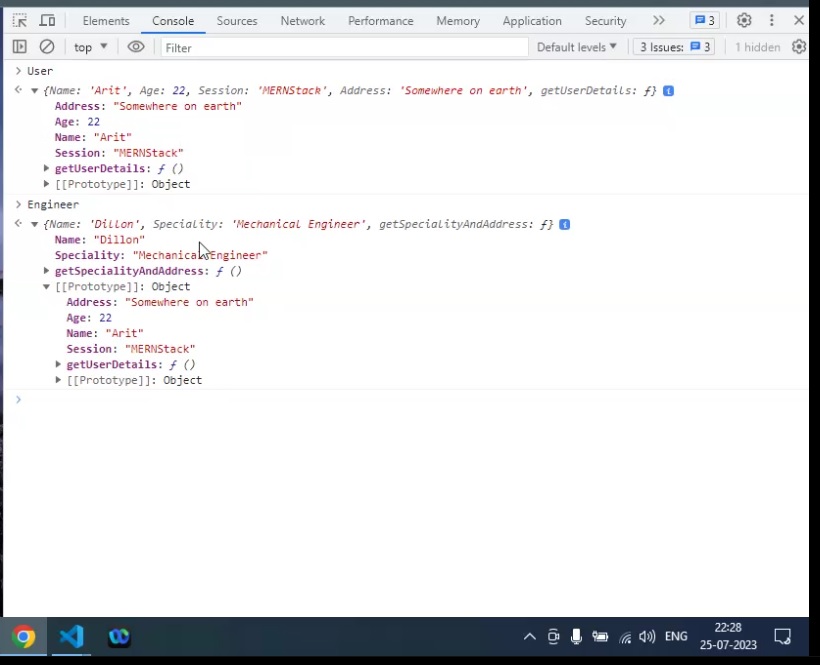 Elements Console Sources Network Performance Memory Application Security 3
top Filter Default levels 3 Issues: 3 1 hidden
User
{Name: 'Arit', Age: 22, Session: 'MERNStack', Address: 'Somewhere on earth', getUserDetails: ƒ}
Address: "Somewhere on earth"
Age: 22
Name: "Arit"
Session: "MERNStack"
getUserDetails: ƒ ()
[[Prototype]]: Object
Engineer
{Name: 'Dillon', Speciality: 'Mechanical Engineer', getSpecialityAndAddress: ƒ}
Name: "Dillon"
Speciality: "Mechanical Engineer"
getSpecialityAndAddress: ƒ ()
[[Prototype]]: Object
Address: "Somewhere on earth"
Age: 22
Name: "Arit"
Session: "MERNStack"
getUserDetails: ƒ ()
[[Prototype]]: Object
ENG
22:28
25-07-2023